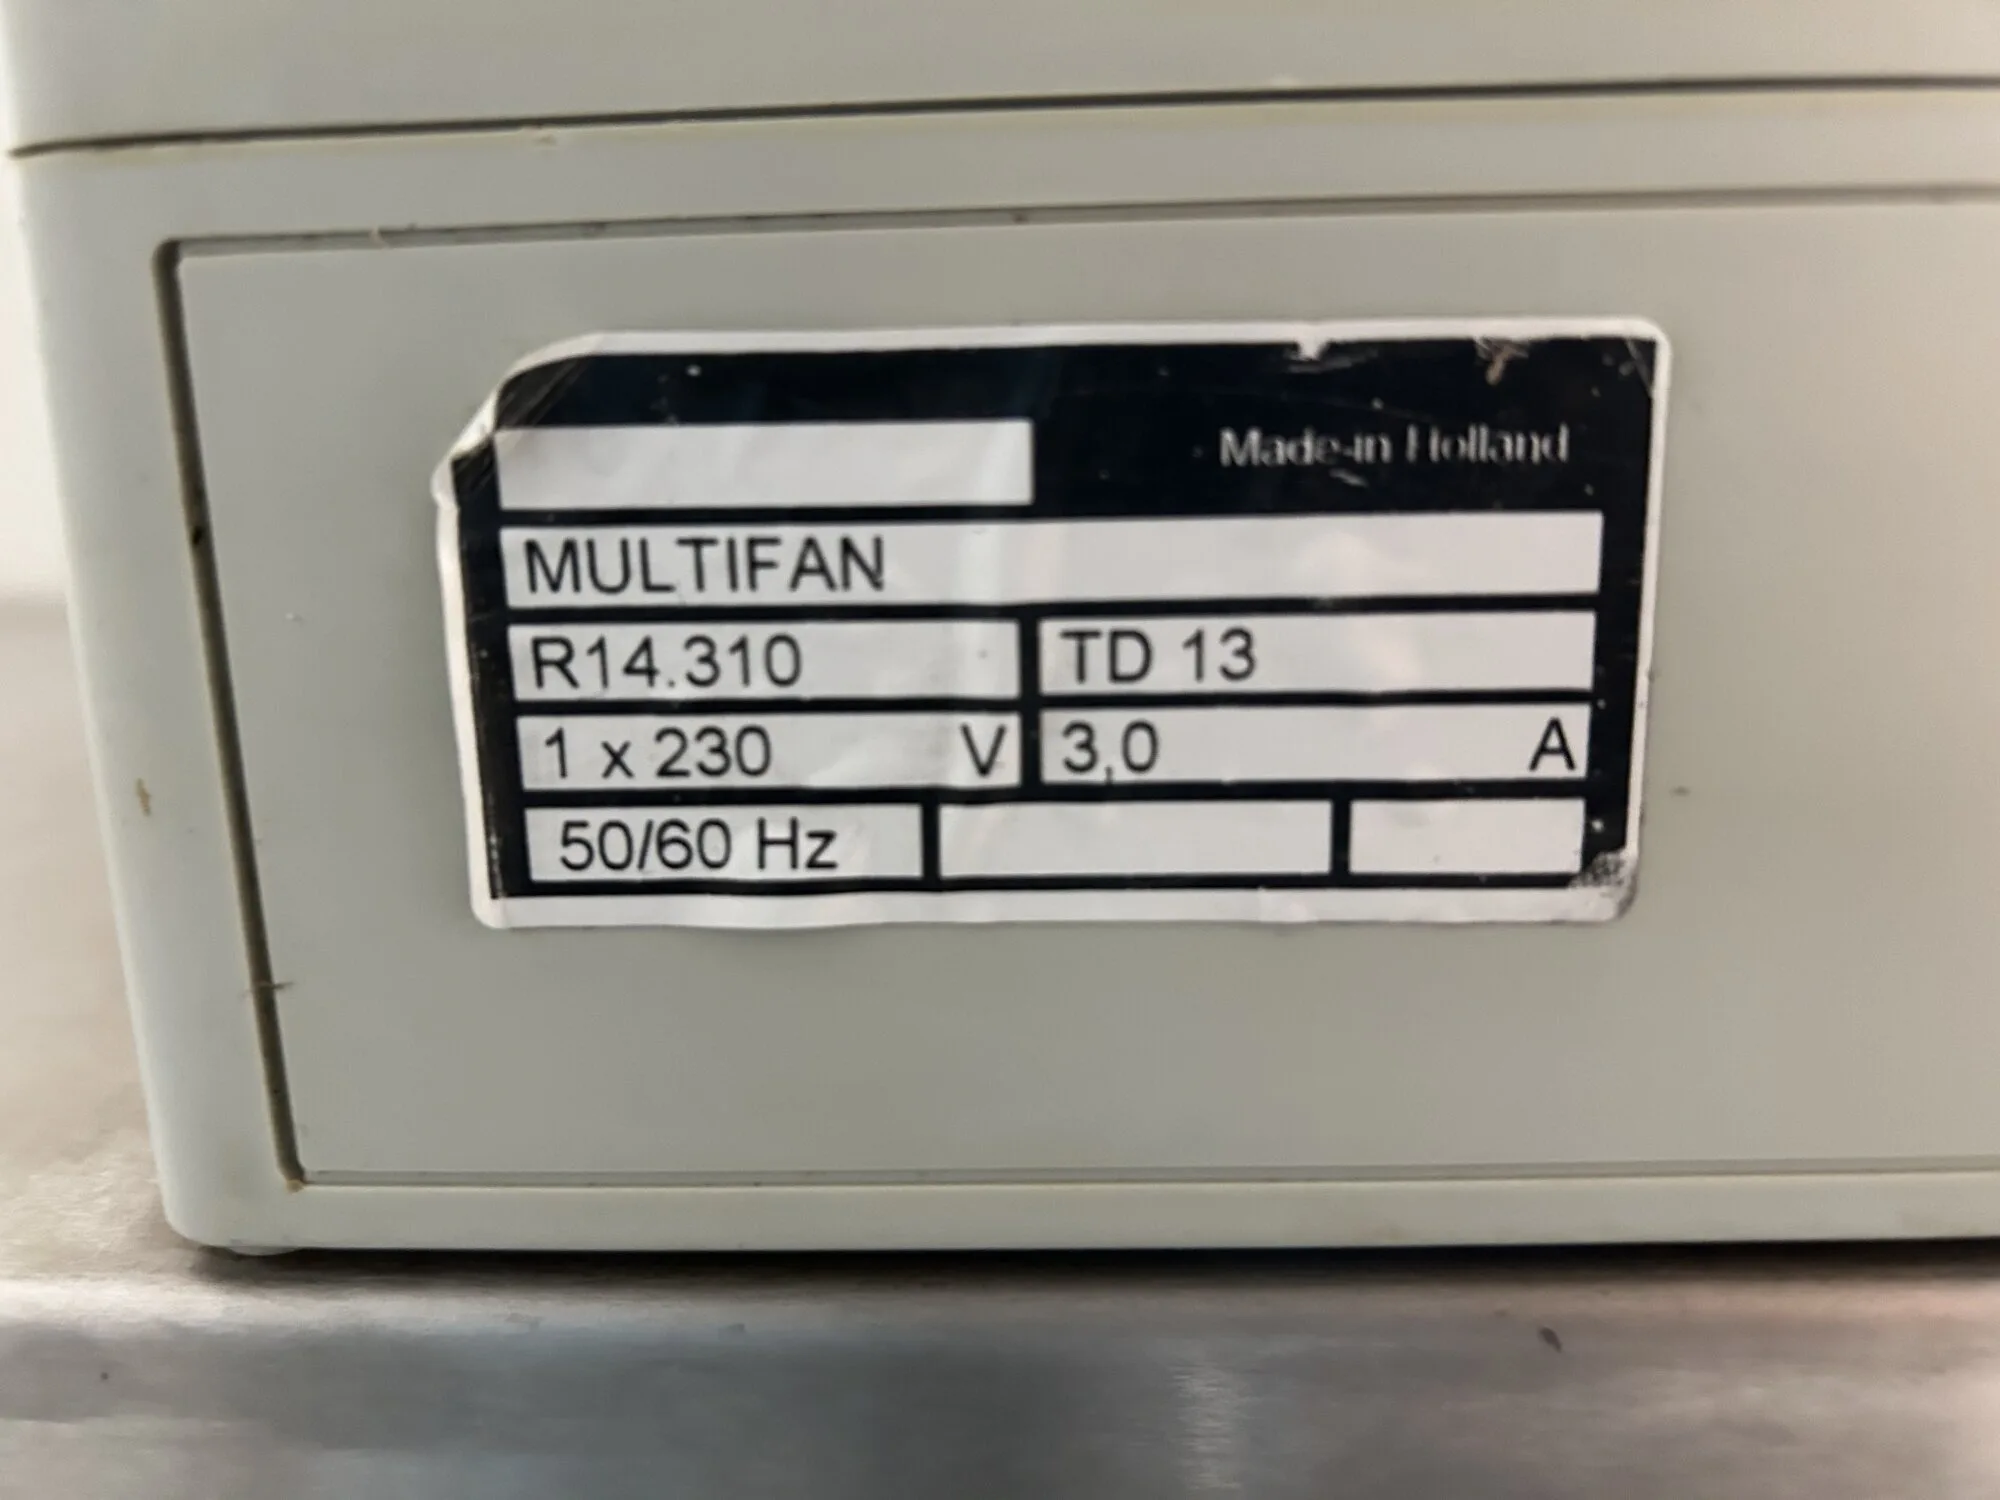 Made in Holland
MULTIFAN
R14.310 TD 13
1 x 230 V 3,0 A
50/60 Hz